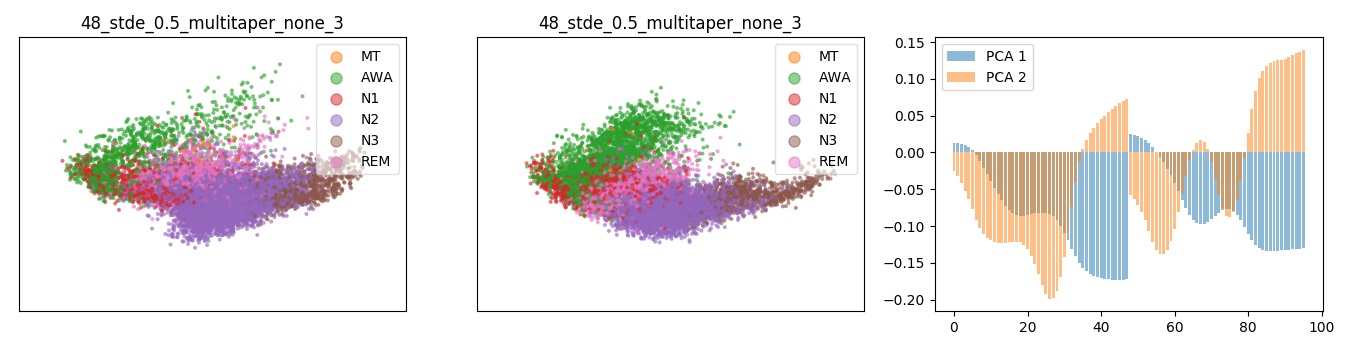 48_stde_0.5_multitaper_none_3
MT
AWA
N1
N2
N3
REM
48_stde_0.5_multitaper_none_3
MT
AWA
N1
N2
N3
REM
PCA 1
PCA 2
0.15
0.10
0.05
0.00
−0.05
−0.10
−0.15
−0.20
0 20 40 60 80 100